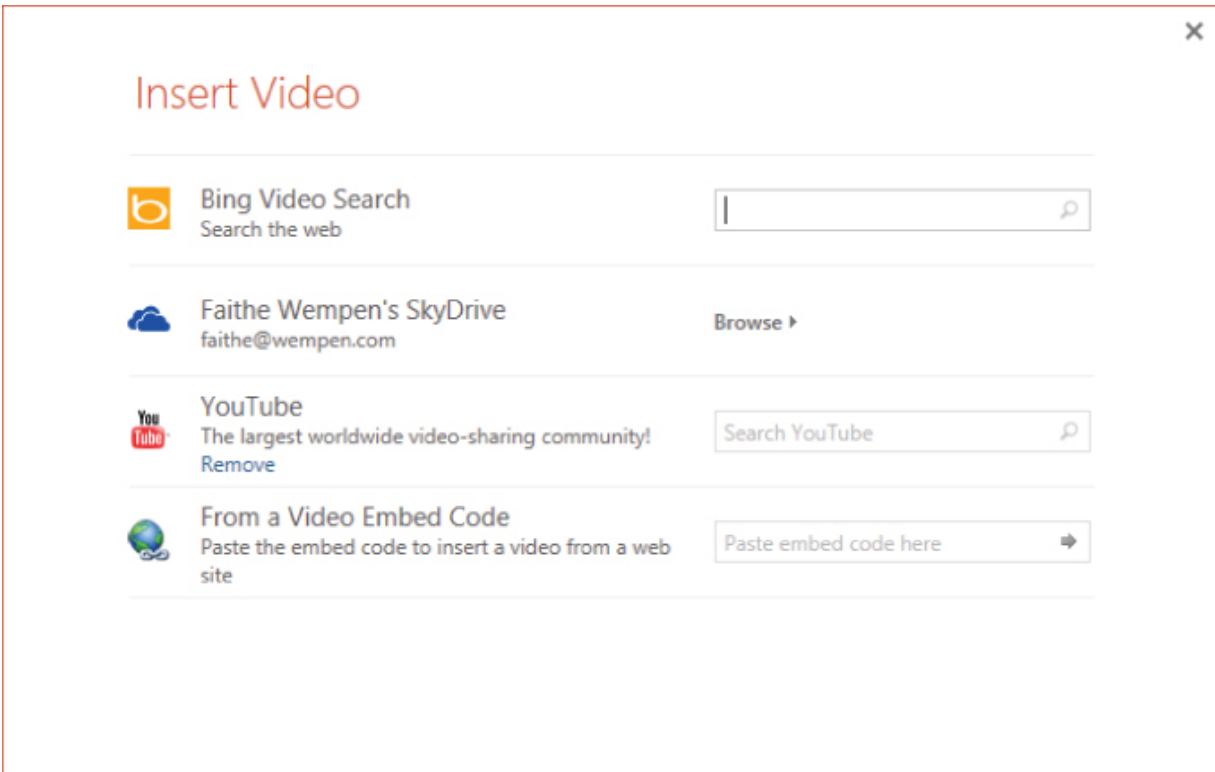 Insert Video
Bing Video Search
Search the web
Faithe Wempen's SkyDrive
faithe@wempen.com
Browse
YouTube
The largest worldwide video-sharing community!
Remove
Search YouTube
You
Tube
From a Video Embed Code
Paste the embed code to insert a video from a web
site
Paste embed code here